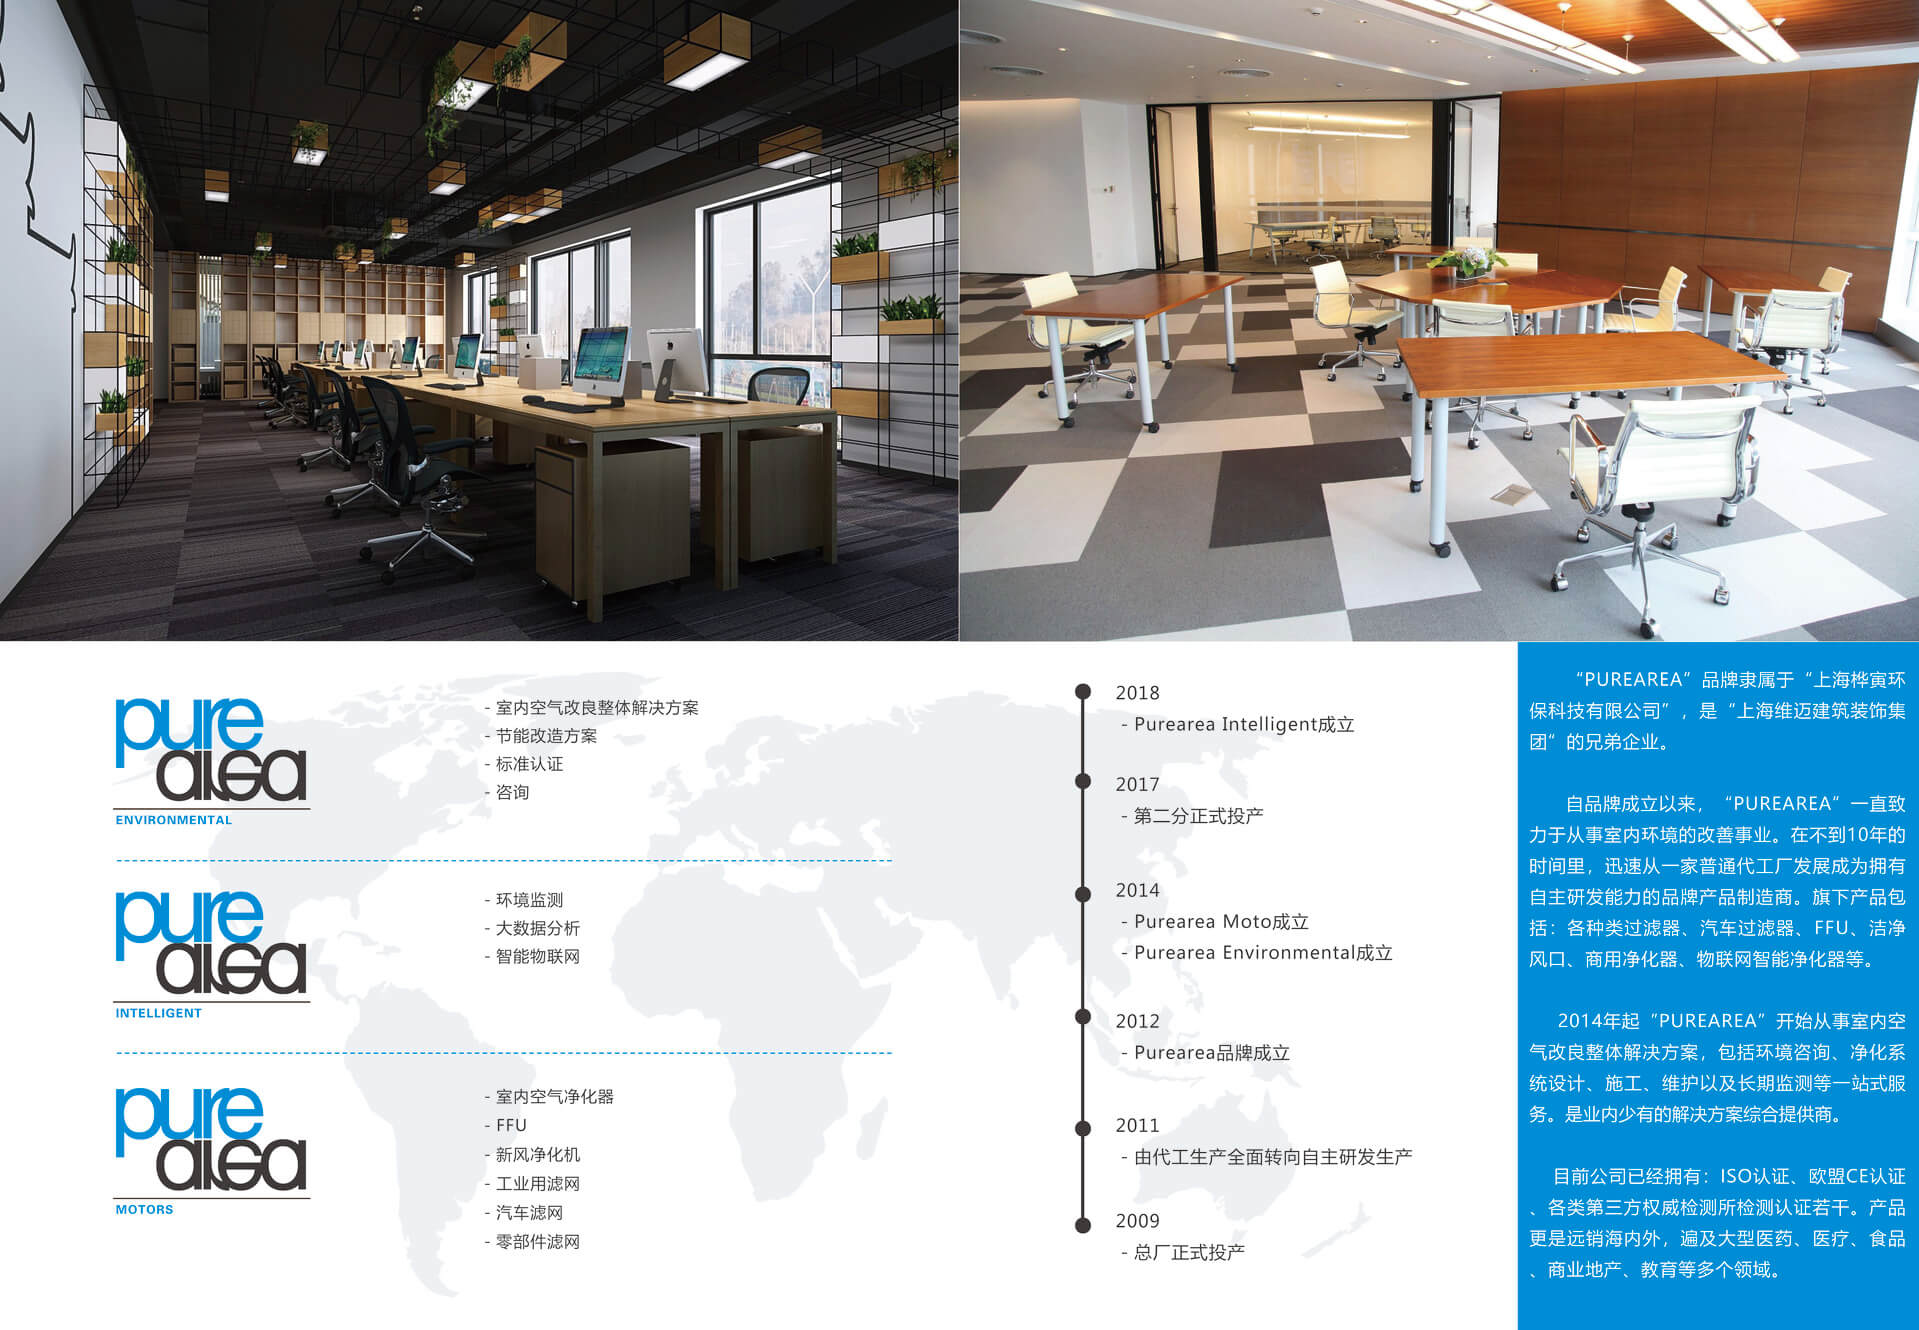 pure
area
ENVIRONMENTAL
- 室内空气改良整体解决方案
- 节能改造方案
- 标准认证
- 咨询
pure
area
INTELLIGENT
- 环境监测
- 大数据分析
- 智能物联网
pure
area
MOTORS
- 室内空气净化器
- FFU
- 新风净化机
- 工业用滤网
- 汽车滤网
- 零部件滤网
2018
- Purearea Intelligent成立
2017
- 第二分正式投产
2014
- Purearea Moto成立
- Purearea Environmental成立
2012
- Purearea品牌成立
2011
- 由代工生产全面转向自主研发生产
2009
- 总厂正式投产
“PUREAREA”品牌隶属于“上海桦寅环
保科技有限公司”，是“上海维迈建筑装饰集
团“的兄弟企业。
自品牌成立以来，“PUREAREA”一直致
力于从事室内环境的改善事业。在不到10年的
时间里，迅速从一家普通代工厂发展成为拥有
自主研发能力的品牌产品制造商。旗下产品包
括：各种类过滤器、汽车过滤器、FFU、洁净
风口、商用净化器、物联网智能净化器等。
2014年起“PUREAREA”开始从事室内空
气改良整体解决方案，包括环境咨询、净化系
统设计、施工、维护以及长期监测等一站式服
务。是业内少有的解决方案综合提供商。
目前公司已经拥有：ISO认证、欧盟CE认证
、各类第三方权威检测所检测认证若干。产品
更是远销海内外，遍及大型医药、医疗、食品
、商业地产、教育等多个领域。